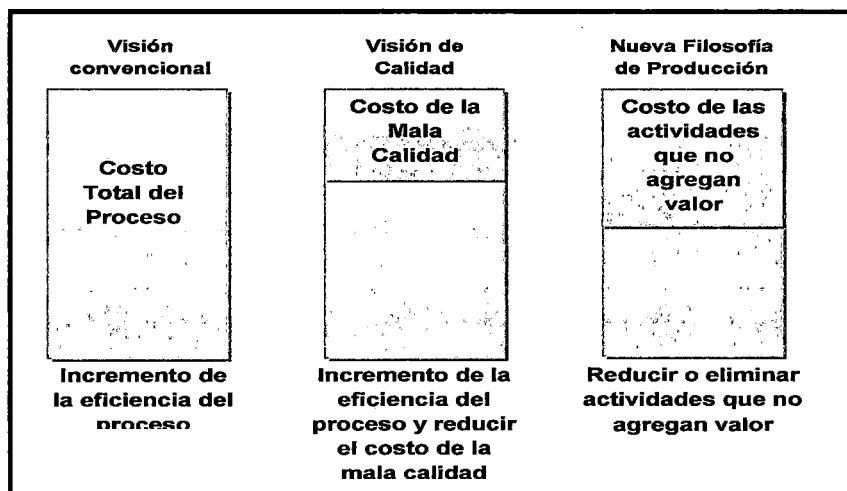 Visión
convencional
Costo
Total del
Proceso
Incremento de
la eficiencia del
proceso
Visión de
Calidad
Costo de la
Mala
Calidad
Incremento de la
eficiencia del
proceso y reducir
el costo de la
mala calidad
Nueva Filosofía
de Producción
Costo de las
actividades
que no
agregan
valor
Reducir o eliminar
actividades que no
agregan valor